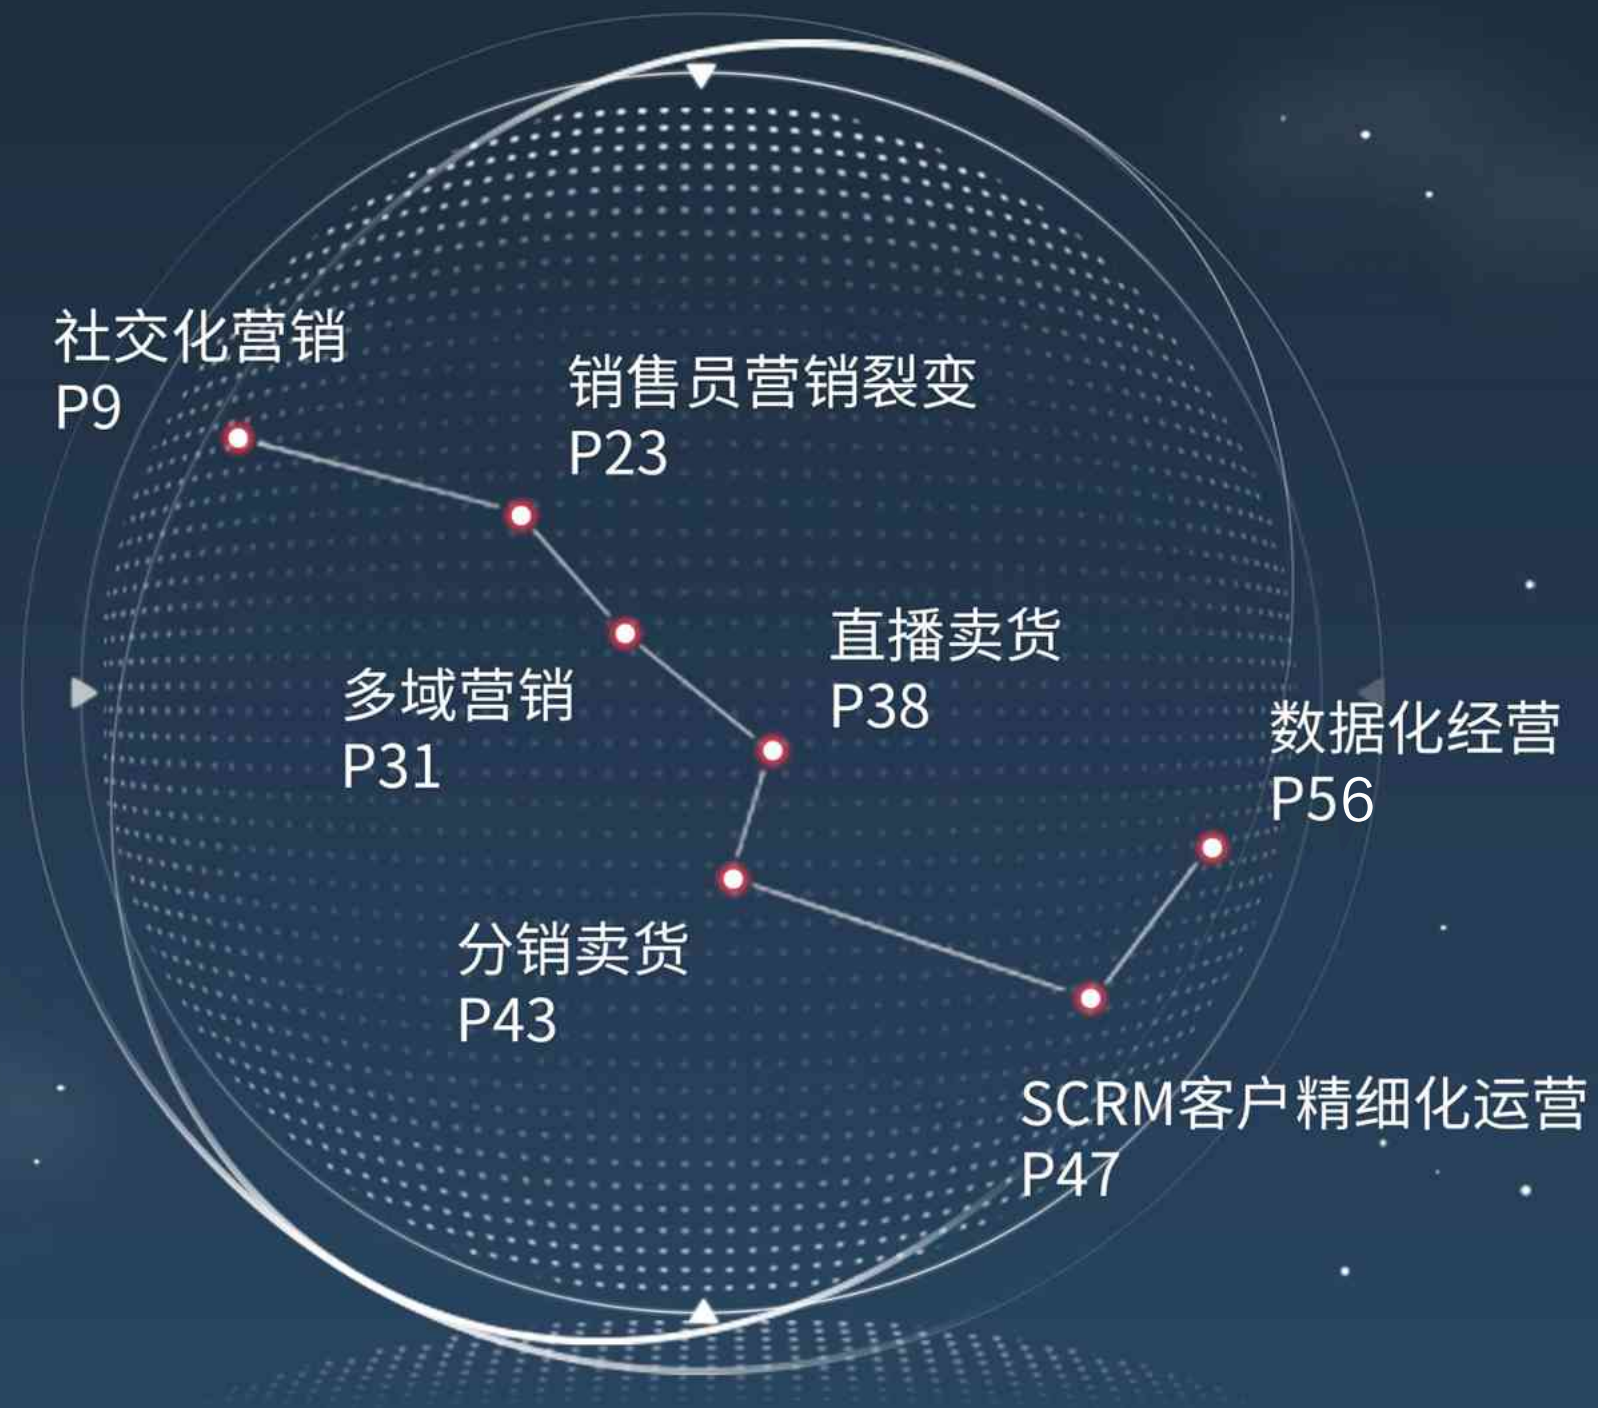 社交化营销
P9
销售员营销裂变
P23
多域营销
P31
直播卖货
P38
分销卖货
P43
SCRM客户精细化运营
P47
数据化经营
P56